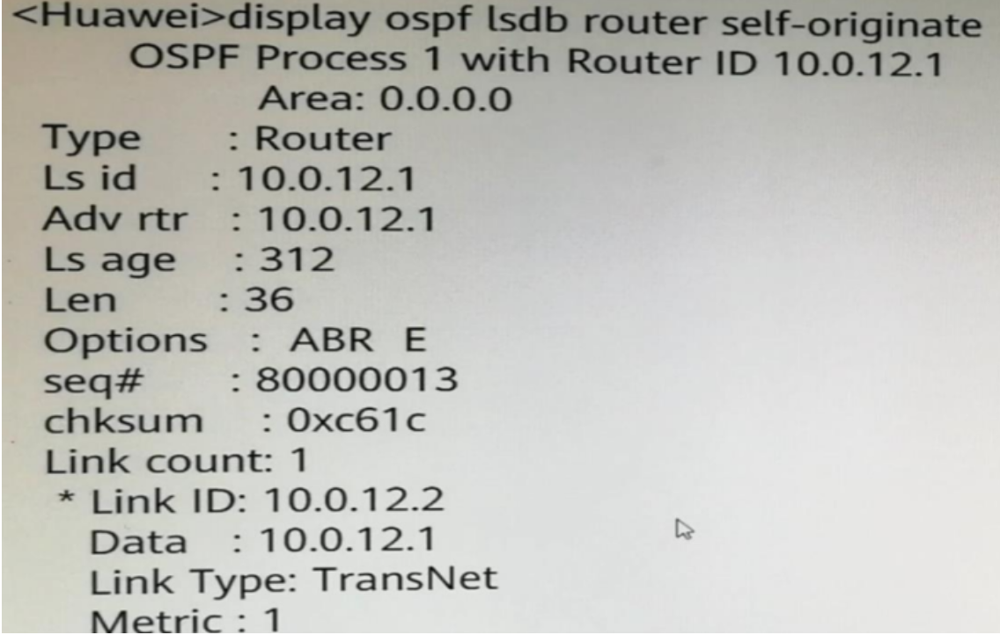 <Huawei>display ospf lsdb router self-originate
OSPF Process 1 with Router ID 10.0.12.1
Area: 0.0.0.0
Type : Router
Ls id : 10.0.12.1
Adv rtr : 10.0.12.1
Ls age : 312
Len : 36
Options : ABR E
seq# : 80000013
chksum : 0xc61c
Link count: 1
* Link ID: 10.0.12.2
Data : 10.0.12.1
Link Type: TransNet
Metric : 1